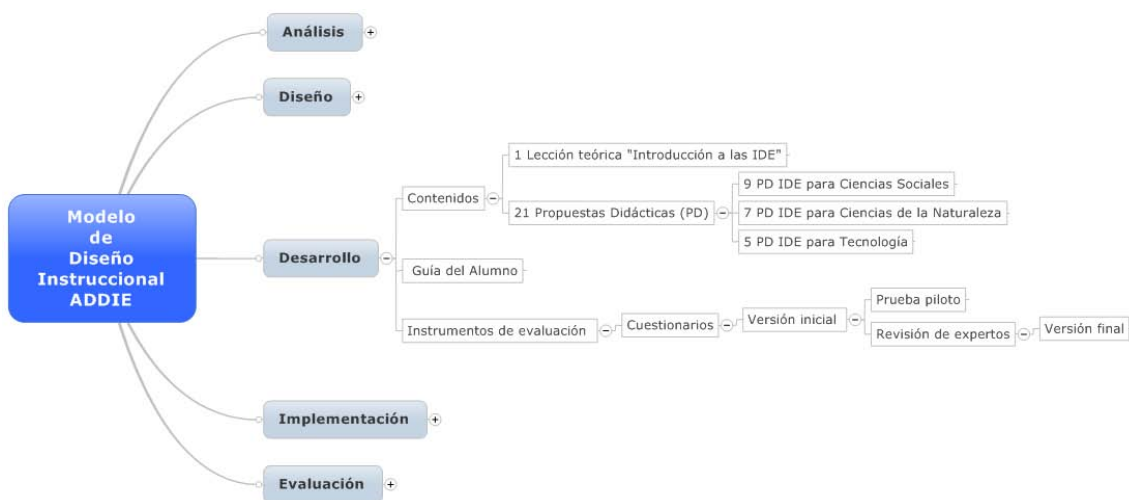 Análisis
Diseño
Modelo
de
Diseño
Instruccional
ADDIE
Desarrollo
Contenidos
1 Lección teórica "Introducción a las IDE"
21 Propuestas Didácticas (PD)
9 PD IDE para Ciencias Sociales
7 PD IDE para Ciencias de la Naturaleza
5 PD IDE para Tecnología
Guía del Alumno
Instrumentos de evaluación
Cuestionarios
Versión inicial
Prueba piloto
Revisión de expertos
Versión final
Implementación
Evaluación